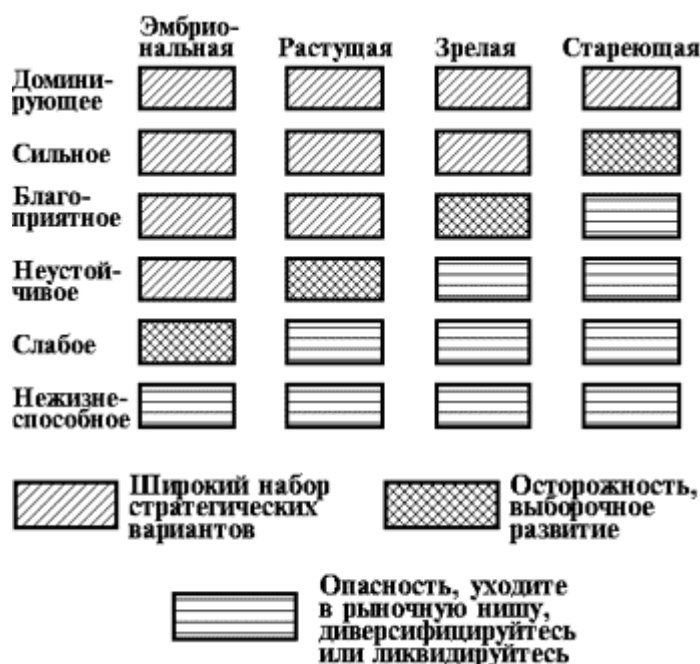 Эмбрио-
нальная Растущая Зрелая Стареющая
Домини-
рующее
Сильное
Благо-
приятное
Неустой-
чивое
Слабое
Нежизне-
способное
Широкий набор
стратегических
вариантов
Осторожность,
выборочное
развитие
Опасность, уходите
в рыночную нишу,
диверсифицируйтесь
или ликвидируйтесь